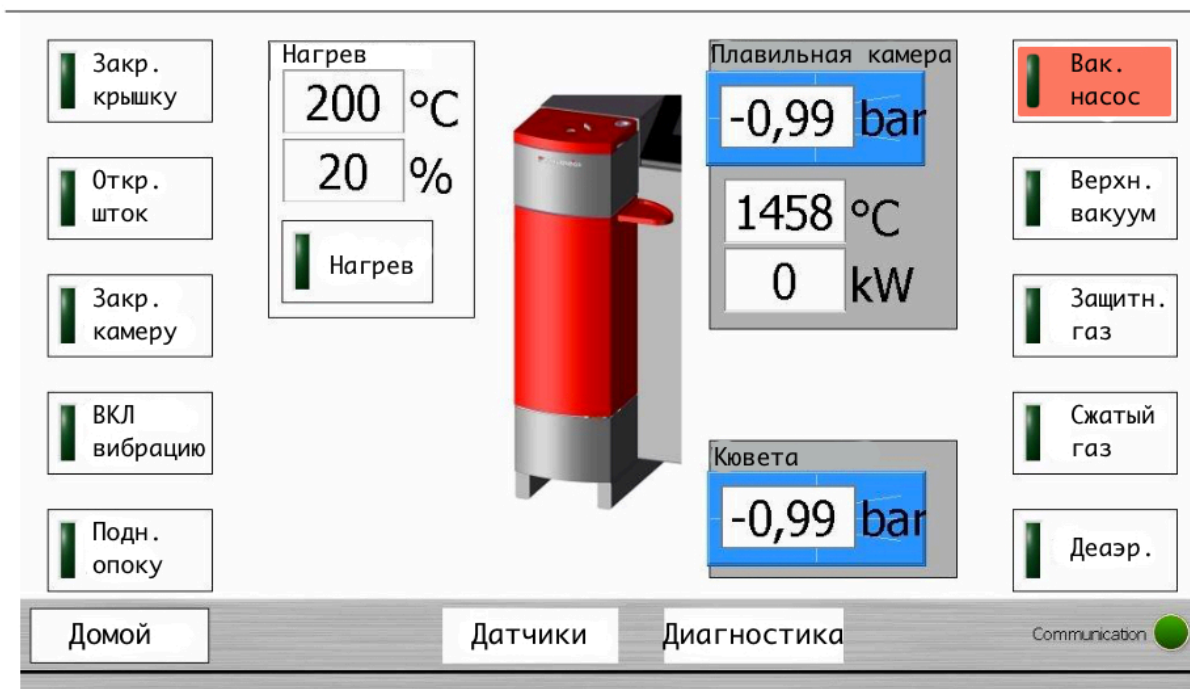 Закр.
крышку
Откр.
шток
Закр.
камеру
ВКЛ
вибрацию
Подн.
опоку
Нагрев
200 °C
20 %
Нагрев
Плавильная камера
-0,99 bar
1458 °C
0 kW
Кювета
-0,99 bar
Вак.
насос
Верхн.
вакуум
Защитн.
газ
Сжатый
газ
Деаэр.
Домой
Датчики
Диагностика
Communication